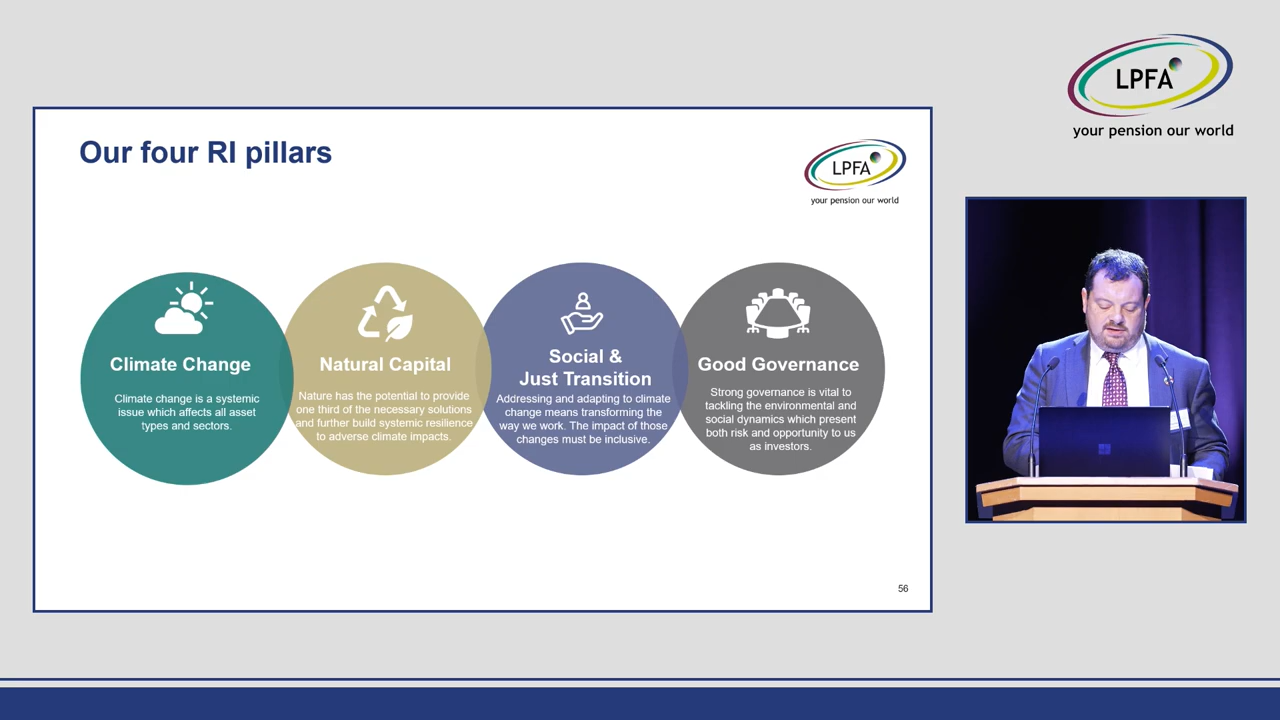 LPFA
your pension our world
Our four RI pillars
LPFA
your pension our world
Climate Change
Climate change is a systemic
issue which affects all asset
types and sectors.
Natural Capital
Nature has the potential to provide
one third of the necessary solutions
and further build systemic resilience
to adverse climate impacts.
Social &
Just Transition
Addressing and adapting to climate
change means transforming the
way we work. The impact of those
changes must be inclusive.
Good Governance
Strong governance is vital to
tackling the environmental and
social dynamics which present
both risk and opportunity to us
as investors.
56